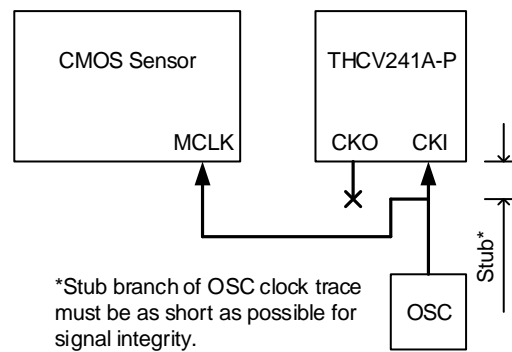 CMOS Sensor
THCV241A-P
MCLK
CKO
CKI
Stub*
*Stub branch of OSC clock trace
must be as short as possible for
signal integrity.
OSC